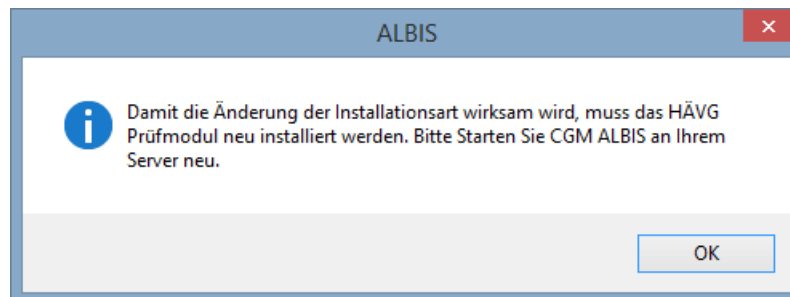 ALBIS
Damit die Änderung der Installationsart wirksam wird, muss das HÄVG
Prüfmodul neu installiert werden. Bitte Starten Sie CGM ALBIS an Ihrem
Server neu.
OK